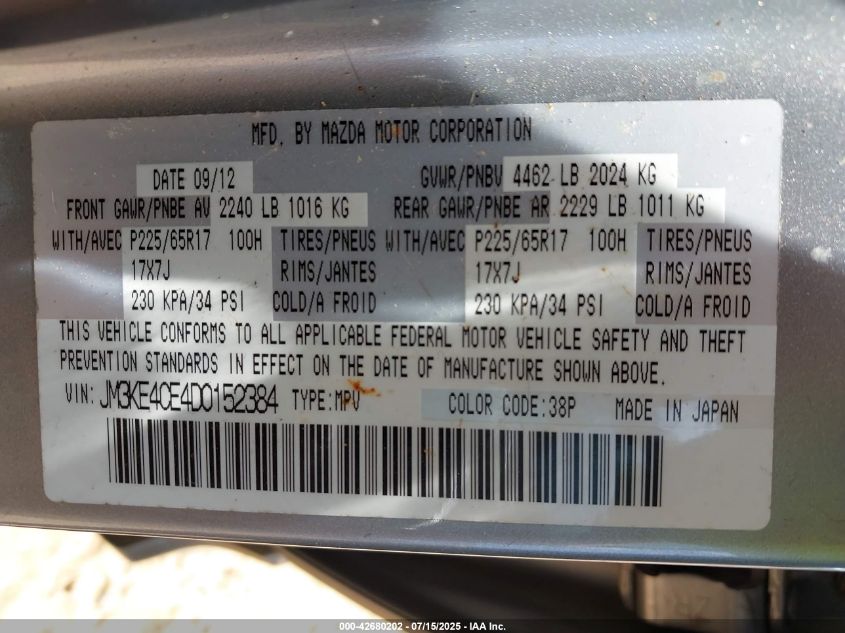 MFD. BY MAZDA MOTOR CORPORATION
DATE 09/12 GVWR/PNBV 4462 LB 2024 KG
FRONT GAWR/PNBE AV 2240 LB 1016 KG REAR GAWR/PNBE AR 2229 LB 1011 KG
WITH/AVEC P225/65R17 100H TIRES/PNEUS WITH/AVEC P225/65R17 100H TIRES/PNEUS
17X7J RIMS/JANTES 17X7J RIMS/JANTES
230 KPA/34 PSI COLD/A FROID 230 KPA/34 PSI COLD/A FROID
THIS VEHICLE CONFORMS TO ALL APPLICABLE FEDERAL MOTOR VEHICLE SAFETY AND THEFT
PREVENTION STANDARDS IN EFFECT ON THE DATE OF MANUFACTURE SHOWN ABOVE.
VIN: JM3KE4CE4D0152384 TYPE:MPV COLOR CODE:38P MADE IN JAPAN
000-42680202 - 07/15/2025 - IAA Inc.